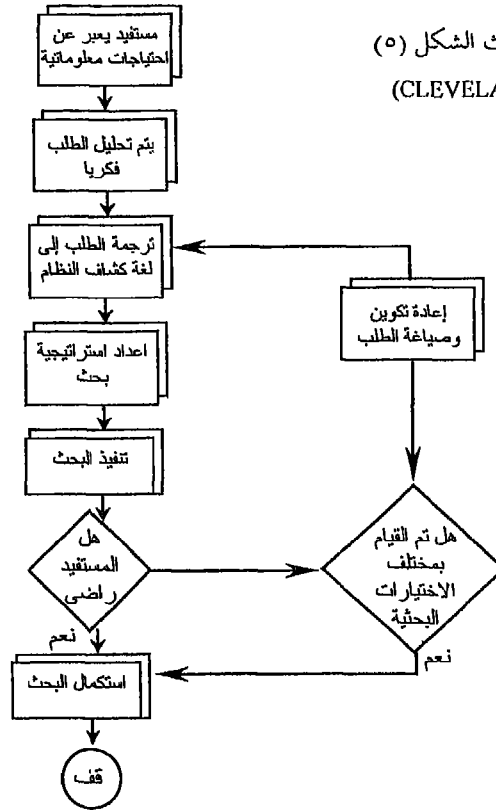 ث الشكل (٥)
(CLEVELA
مستفيد يعبر عن
احتياجات معلوماتية
يتم تحليل الطلب
فكريا
ترجمة الطلب إلى
لغة كشاف النظام
إعادة تكوين
وصياغة الطلب
اعداد استراتيجية
بحث
تنفيذ البحث
هل
المستفيد
راضى
هل تم القيام
بمختلف
الاختيارات
البحثية
نعم
نعم
استكمال البحث
قف